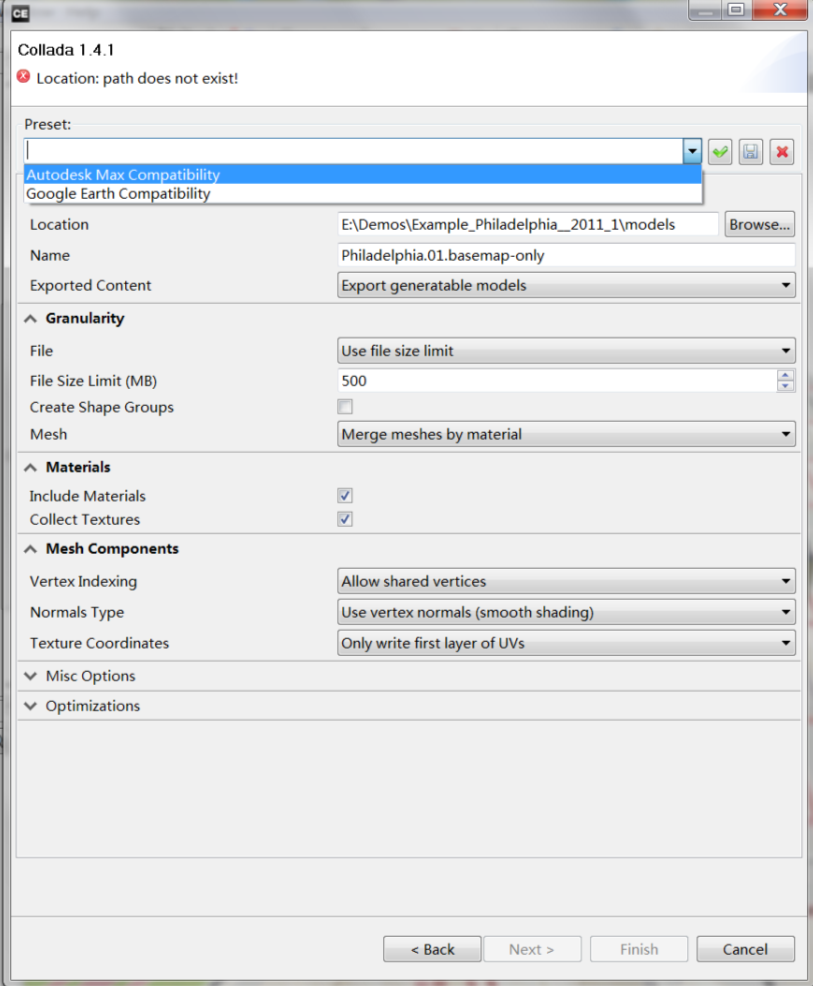 CE
Collada 1.4.1
Location: path does not exist!
Preset:
Autodesk Max Compatibility
Google Earth Compatibility
Location E:\Demos\Example_Philadelphia__2011_1\models Browse...
Name Philadelphia.01.basemap-only
Exported Content Export generatable models
Granularity
File Use file size limit
File Size Limit (MB) 500
Create Shape Groups
Mesh Merge meshes by material
Materials
Include Materials
Collect Textures
Mesh Components
Vertex Indexing Allow shared vertices
Normals Type Use vertex normals (smooth shading)
Texture Coordinates Only write first layer of UVs
Misc Options
Optimizations
< Back Next > Finish Cancel